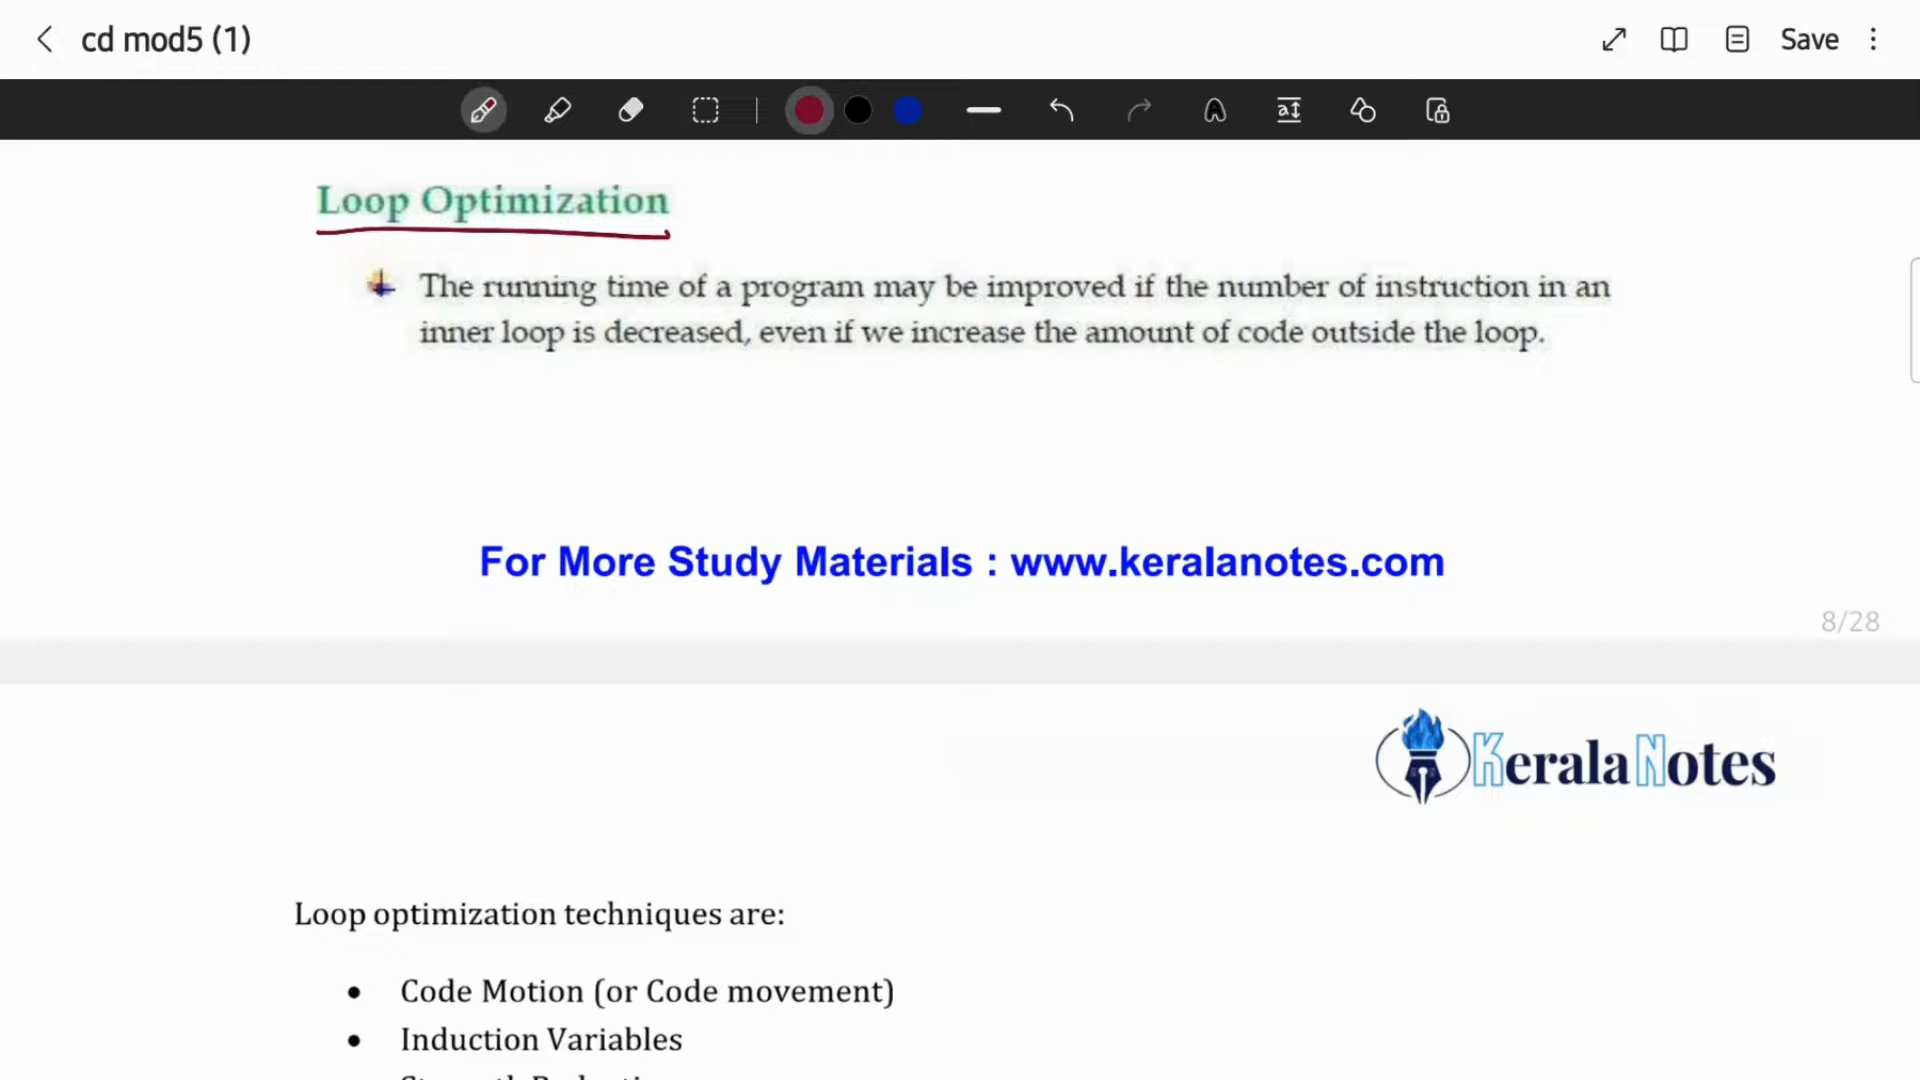 cd mod5 (1)
Save
Loop Optimization
The running time of a program may be improved if the number of instruction in an
inner loop is decreased, even if we increase the amount of code outside the loop.
For More Study Materials : www.keralanotes.com
8/28
KeralaNotes
Loop optimization techniques are:
• Code Motion (or Code movement)
• Induction Variables